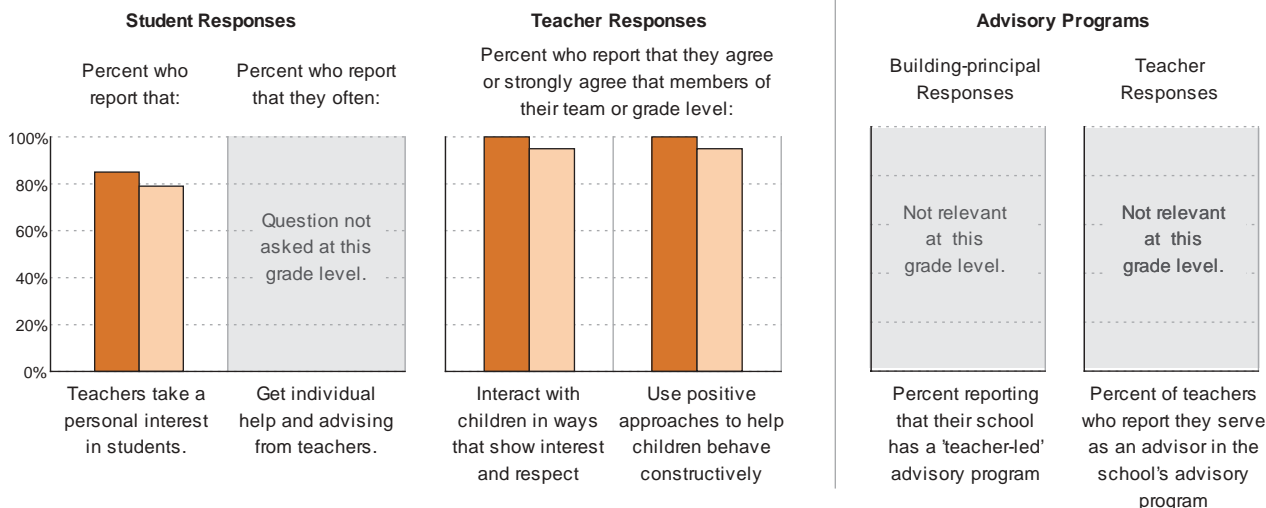 Student Responses
Percent who
report that:
Percent who report
that they often:
100%
80%
60%
40%
20%
0%
Question not
asked at this
grade level.
Teachers take a
personal interest
in students.
Get individual
help and advising
from teachers.
Teacher Responses
Percent who report that they agree
or strongly agree that members of
their team or grade level:
Interact with
children in ways
that show interest
and respect
Use positive
approaches to help
children behave
constructively
Advisory Programs
Building-principal
Responses
Not relevant
at this
grade level.
Percent reporting
that their school
has a 'teacher-led'
advisory program
Teacher
Responses
Not relevant
at this
grade level.
Percent of teachers
who report they serve
as an advisor in the
school's advisory
program